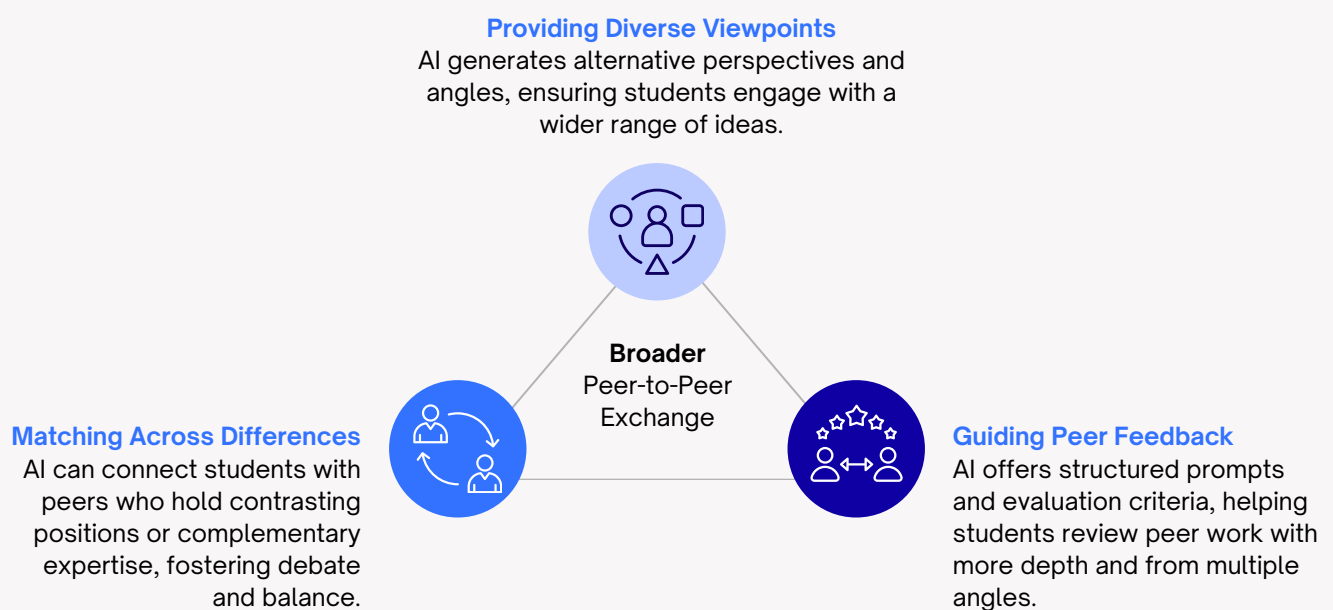 Providing Diverse Viewpoints
AI generates alternative perspectives and
angles, ensuring students engage with a
wider range of ideas.
Broader
Peer-to-Peer
Exchange
Matching Across Differences
AI can connect students with
peers who hold contrasting
positions or complementary
expertise, fostering debate
and balance.
Guiding Peer Feedback
AI offers structured prompts
and evaluation criteria, helping
students review peer work with
more depth and from multiple
angles.